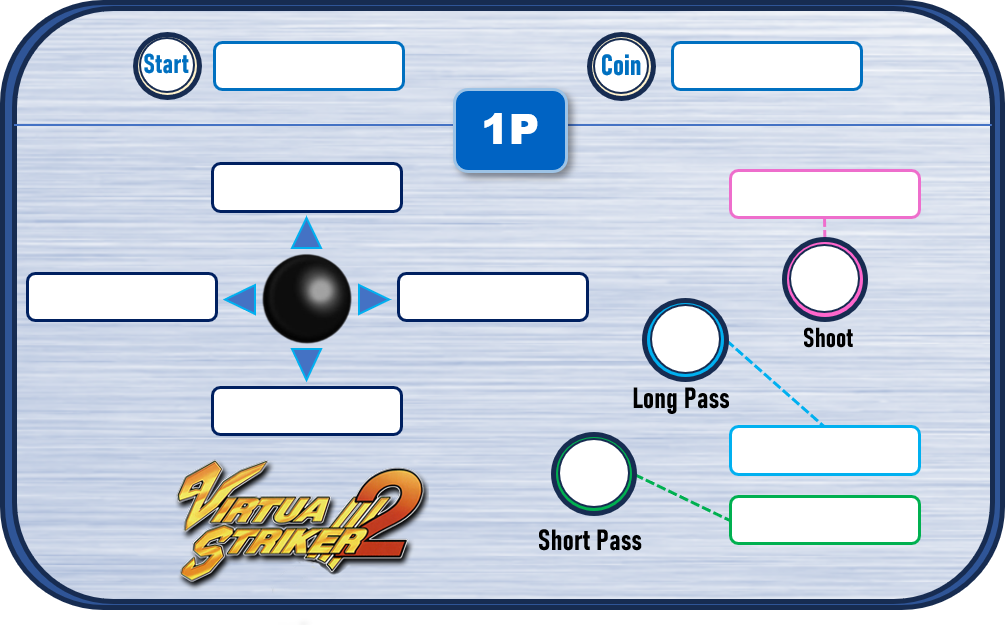 Start
Coin
1P
Shoot
Long Pass
Short Pass
VIRTUA
STRIKER 2